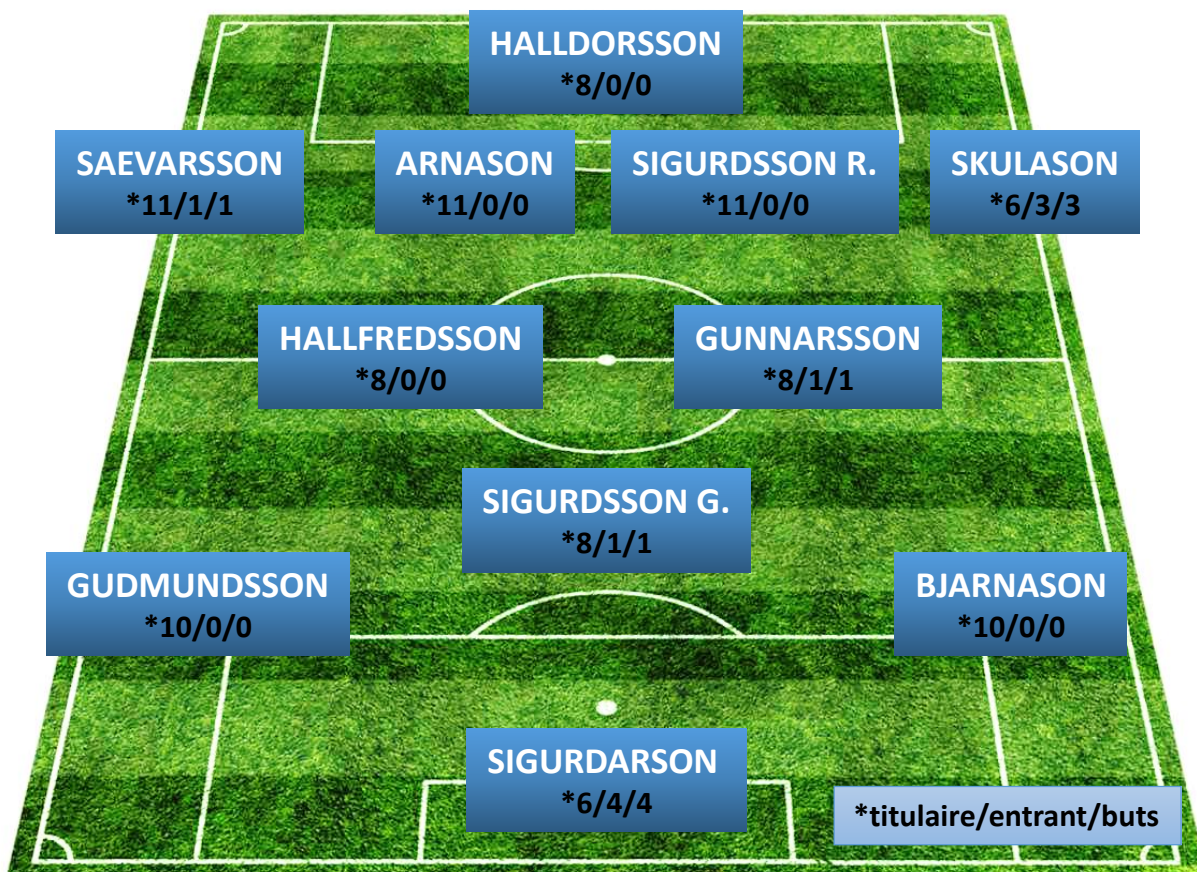 HALLDORSSON
*8/0/0
SAEVARSSON
*11/1/1
ARNASON
*11/0/0
SIGURDSSON R.
*11/0/0
SKULASON
*6/3/3
HALLFREDSSON
*8/0/0
GUNNARSSON
*8/1/1
SIGURDSSON G.
*8/1/1
GUDMUNDSSON
*10/0/0
BJARNASON
*10/0/0
SIGURDARSON
*6/4/4
*titulaire/entrant/buts